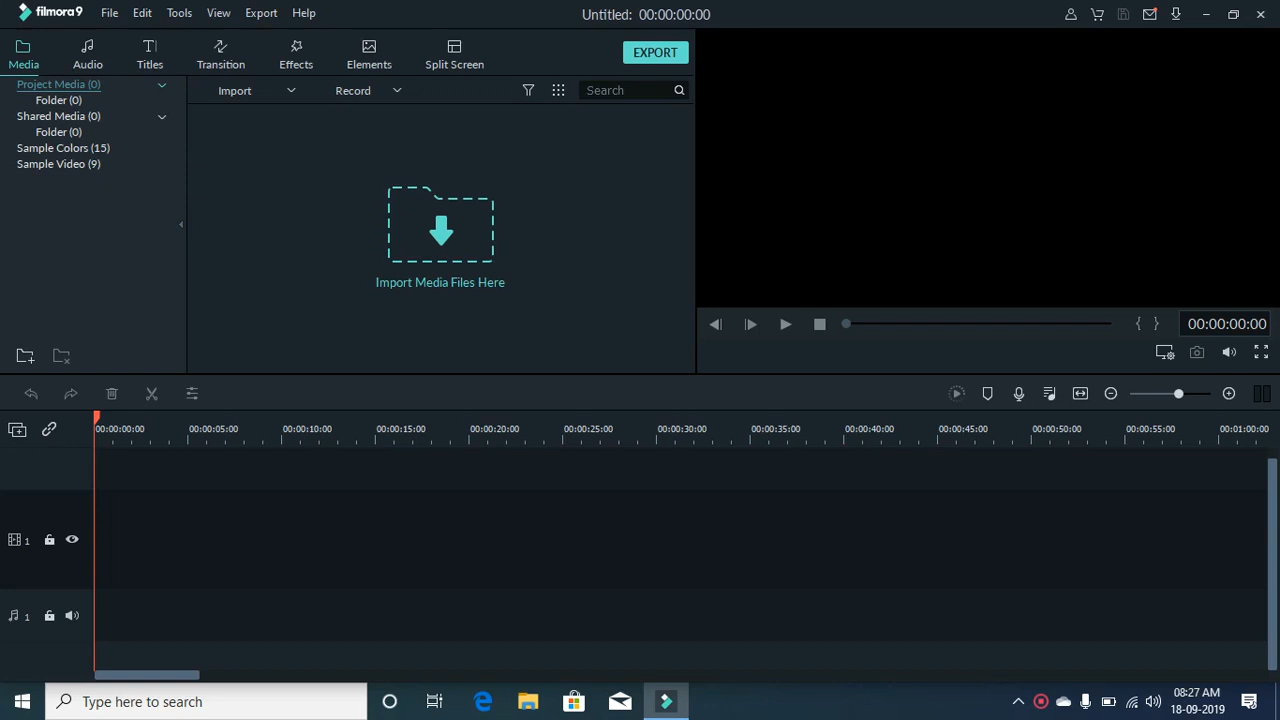 filmora9 File Edit Tools View Export Help Untitled: 00:00:00:00
Media Audio Titles Transition Effects Elements Split Screen EXPORT
Project Media (0)
Folder (0)
Shared Media (0)
Folder (0)
Sample Colors (15)
Sample Video (9)
Import Record Search
Import Media Files Here
{ } 00:00:00:00
00:00:00:00 00:00:05:00 00:00:10:00 00:00:15:00 00:00:20:00 00:00:25:00 00:00:30:00 00:00:35:00 00:00:40:00 00:00:45:00 00:00:50:00 00:00:55:00 00:01:00:00
1
1
Type here to search
08:27 AM
18-09-2019